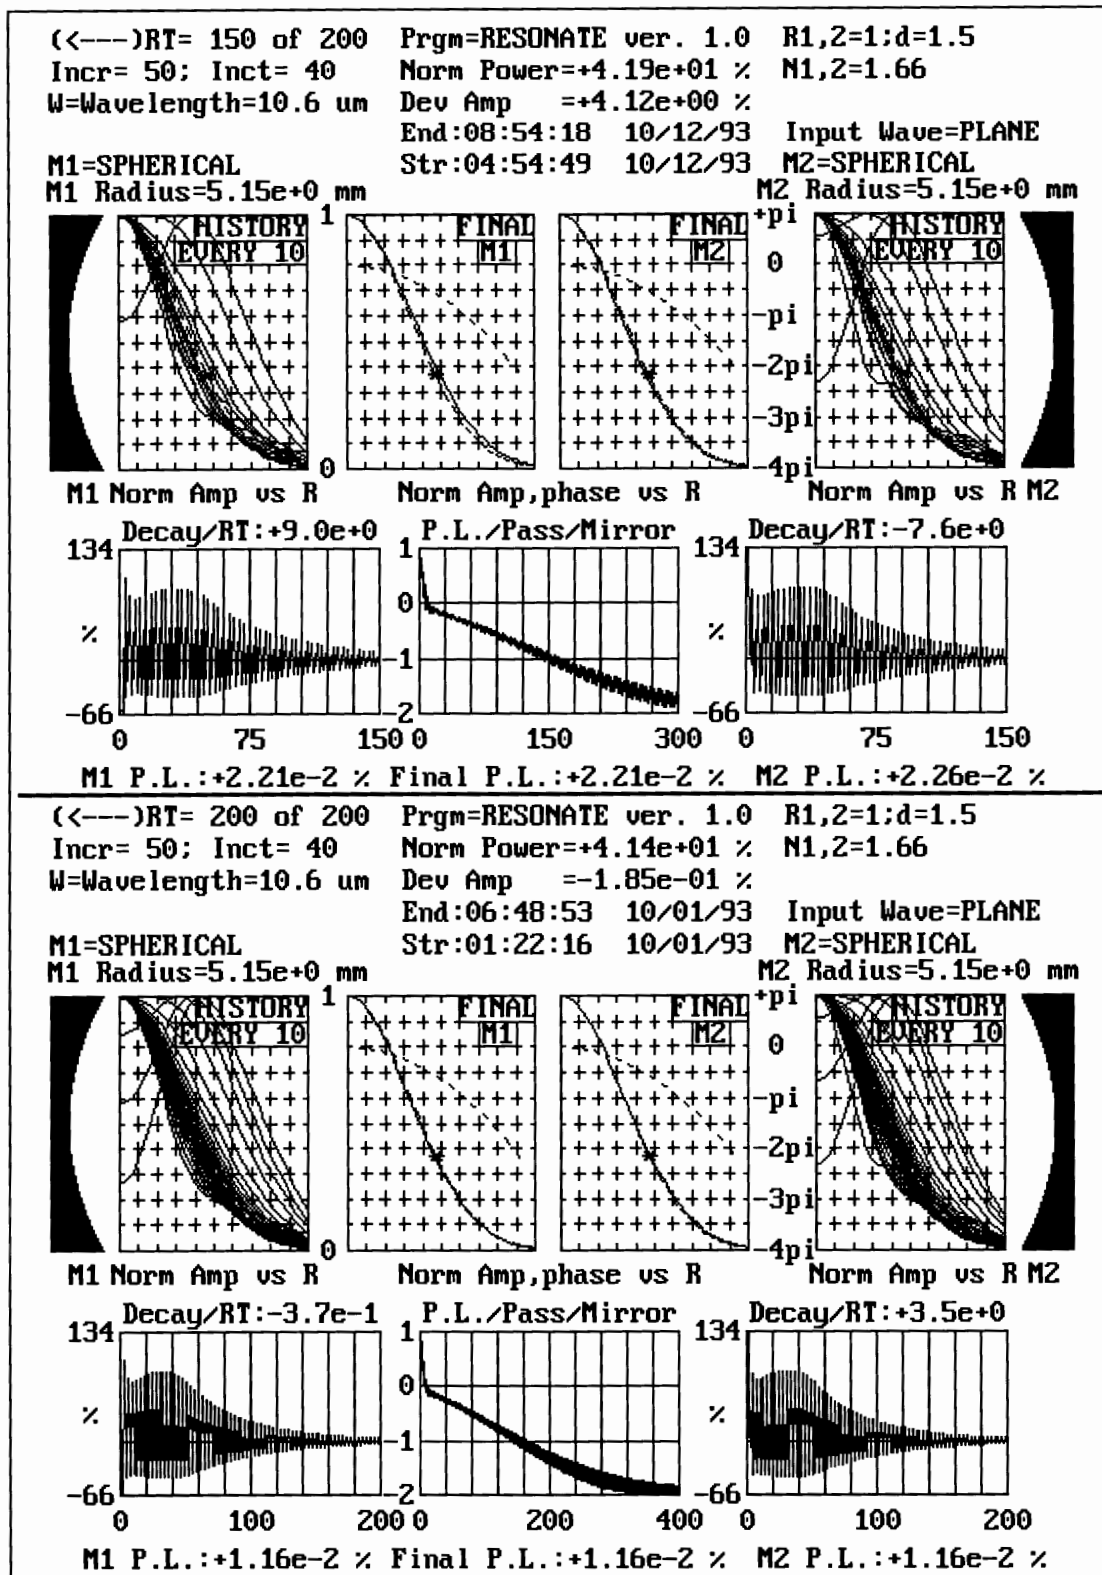 (<---)RT= 150 of 200 Prgm=RESONATE ver. 1.0 R1,2=1;d=1.5
Incr= 50; Inct= 40 Norm Power=+4.19e+01 % N1,2=1.66
W=Wavelength=10.6 um Dev Amp =+4.12e+00 %
End:08:54:18 10/12/93 Input Wave=PLANE
M1=SPHERICAL Str:04:54:49 10/12/93 M2=SPHERICAL
M1 Radius=5.15e+0 mm M2 Radius=5.15e+0 mm
HISTORY 1 FINAL FINAL +pi HISTORY
EVERY 10 M1 M2 0 EVERY 10
-pi
-2pi
-3pi
0 -4pi
M1 Norm Amp vs R Norm Amp,phase vs R Norm Amp vs R M2
Decay/RT:+9.0e+0 P.L./Pass/Mirror Decay/RT:-7.6e+0
134 1 134
% 0 %
-1
-66 -2 -66
0 75 150 0 150 300 0 75 150
M1 P.L.:+2.21e-2 % Final P.L.:+2.21e-2 % M2 P.L.:+2.26e-2 %
(<---)RT= 200 of 200 Prgm=RESONATE ver. 1.0 R1,2=1;d=1.5
Incr= 50; Inct= 40 Norm Power=+4.14e+01 % N1,2=1.66
W=Wavelength=10.6 um Dev Amp =-1.85e-01 %
End:06:48:53 10/01/93 Input Wave=PLANE
M1=SPHERICAL Str:01:22:16 10/01/93 M2=SPHERICAL
M1 Radius=5.15e+0 mm M2 Radius=5.15e+0 mm
HISTORY 1 FINAL FINAL +pi HISTORY
EVERY 10 M1 M2 0 EVERY 10
-pi
-2pi
-3pi
0 -4pi
M1 Norm Amp vs R Norm Amp,phase vs R Norm Amp vs R M2
Decay/RT:-3.7e-1 P.L./Pass/Mirror Decay/RT:+3.5e+0
134 1 134
% 0 %
-1
-66 -2 -66
0 100 200 0 200 400 0 100 200
M1 P.L.:+1.16e-2 % Final P.L.:+1.16e-2 % M2 P.L.:+1.16e-2 %